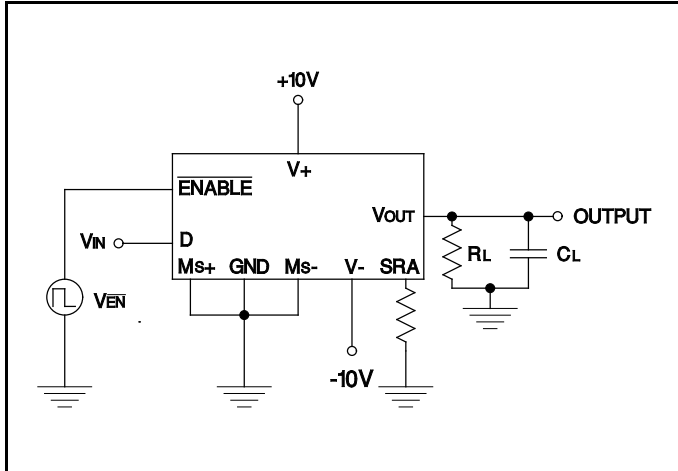 +10V
V+
ENABLE
VOUT
OUTPUT
VIN
D
RL
CL
Ms+ GND Ms- V- SRA
VEN
-10V